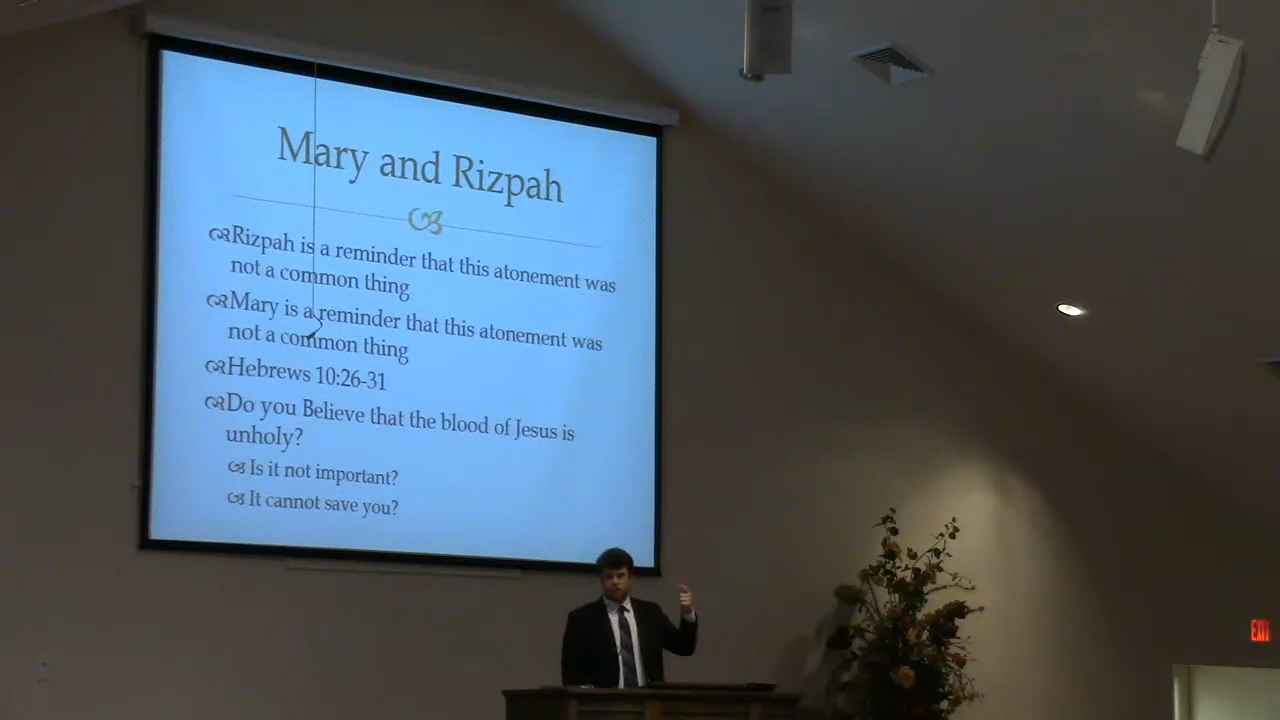 Mary and Rizpah
Rizpah is a reminder that this atonement was
not a common thing
Mary is a reminder that this atonement was
not a common thing
Hebrews 10:26-31
Do you Believe that the blood of Jesus is
unholy?
Is it not important?
It cannot save you?
EXIT